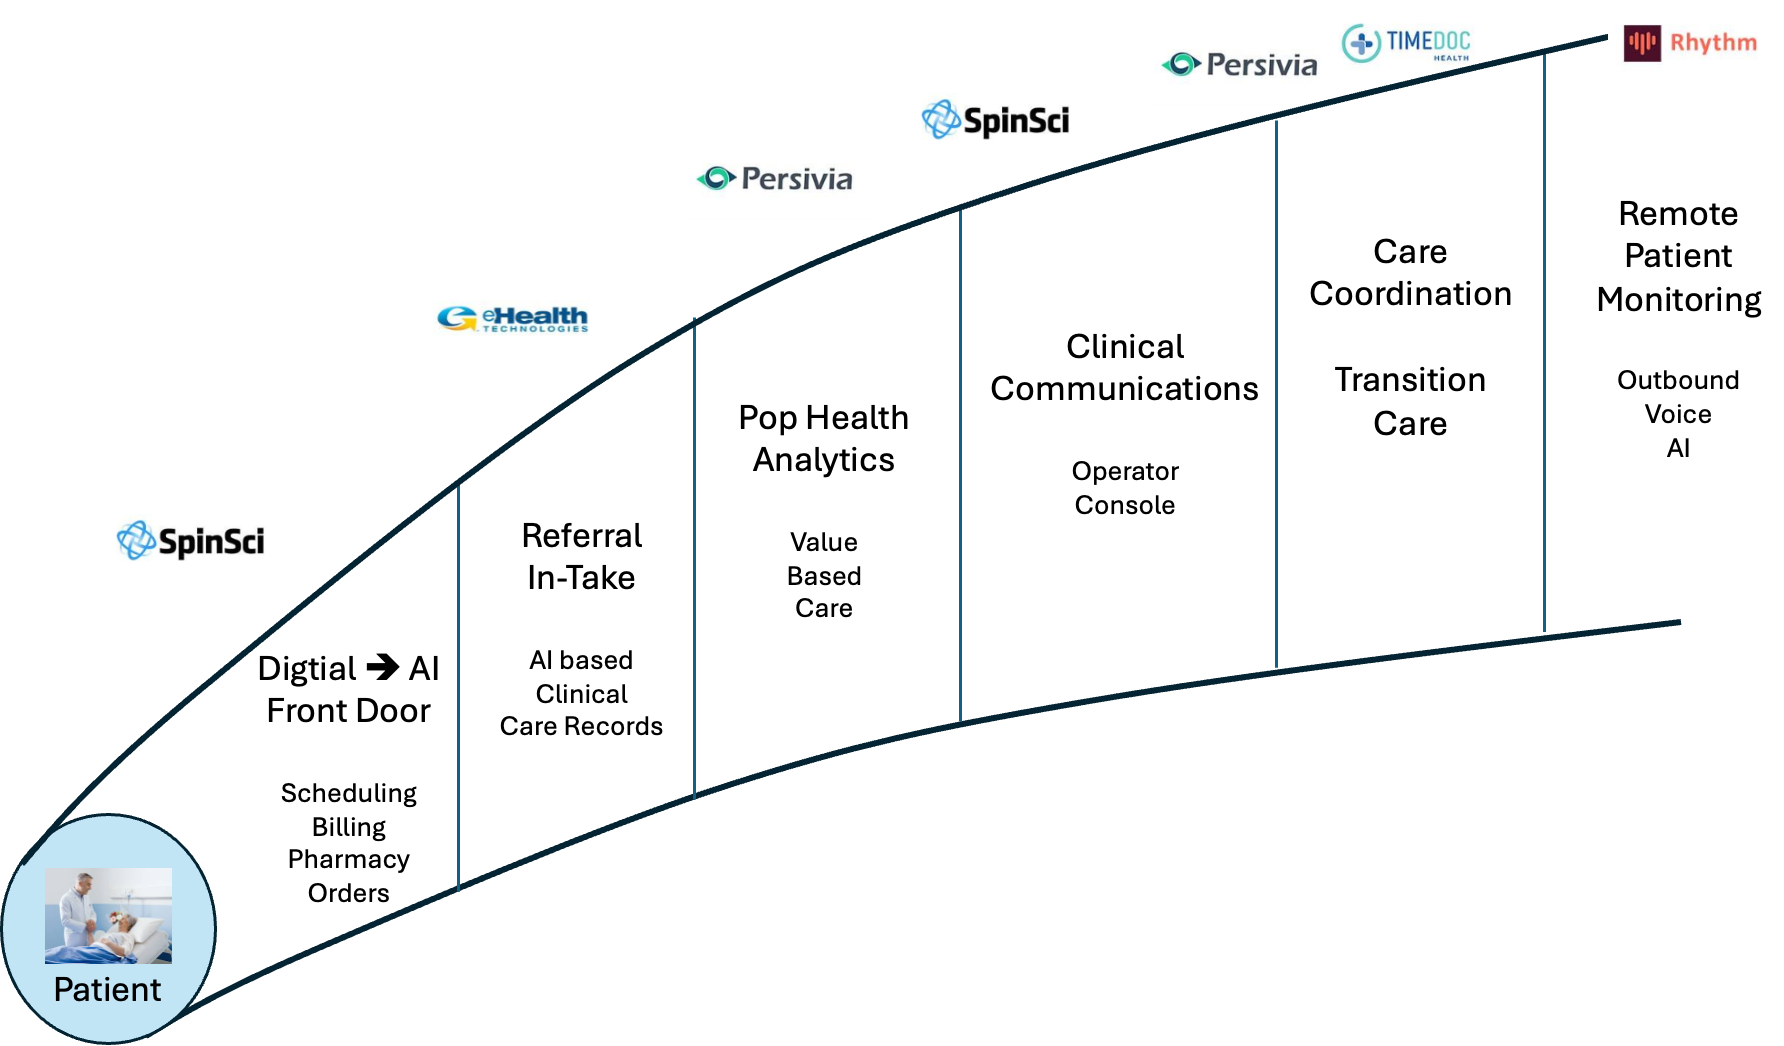 SpinSci
Digtial ➔ AI
Front Door
Scheduling
Billing
Pharmacy
Orders
Patient
eHealth
TECHNOLOGIES
Referral
In-Take
AI based
Clinical
Care Records
Persivia
Pop Health
Analytics
Value
Based
Care
SpinSci
Clinical
Communications
Operator
Console
Persivia
TIMEDOC
HEALTH
Care
Coordination
Transition
Care
Rhythm
Remote
Patient
Monitoring
Outbound
Voice
AI